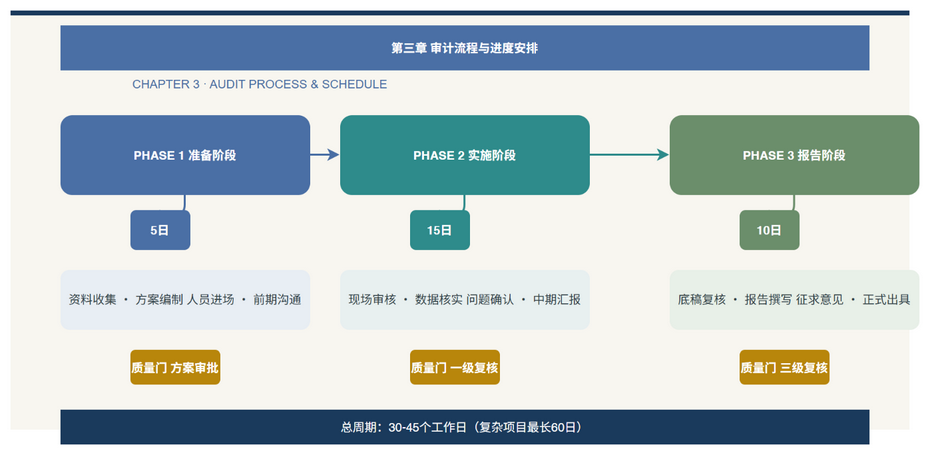 第三章 审计流程与进度安排
CHAPTER 3 · AUDIT PROCESS & SCHEDULE
PHASE 1 准备阶段
PHASE 2 实施阶段
PHASE 3 报告阶段
5日
15日
10日
资料收集 · 方案编制 人员进场 · 前期沟通
现场审核 · 数据核实 问题确认 · 中期汇报
底稿复核 · 报告撰写 征求意见 · 正式出具
质量门 方案审批
质量门 一级复核
质量门 三级复核
总周期：30-45个工作日（复杂项目最长60日）